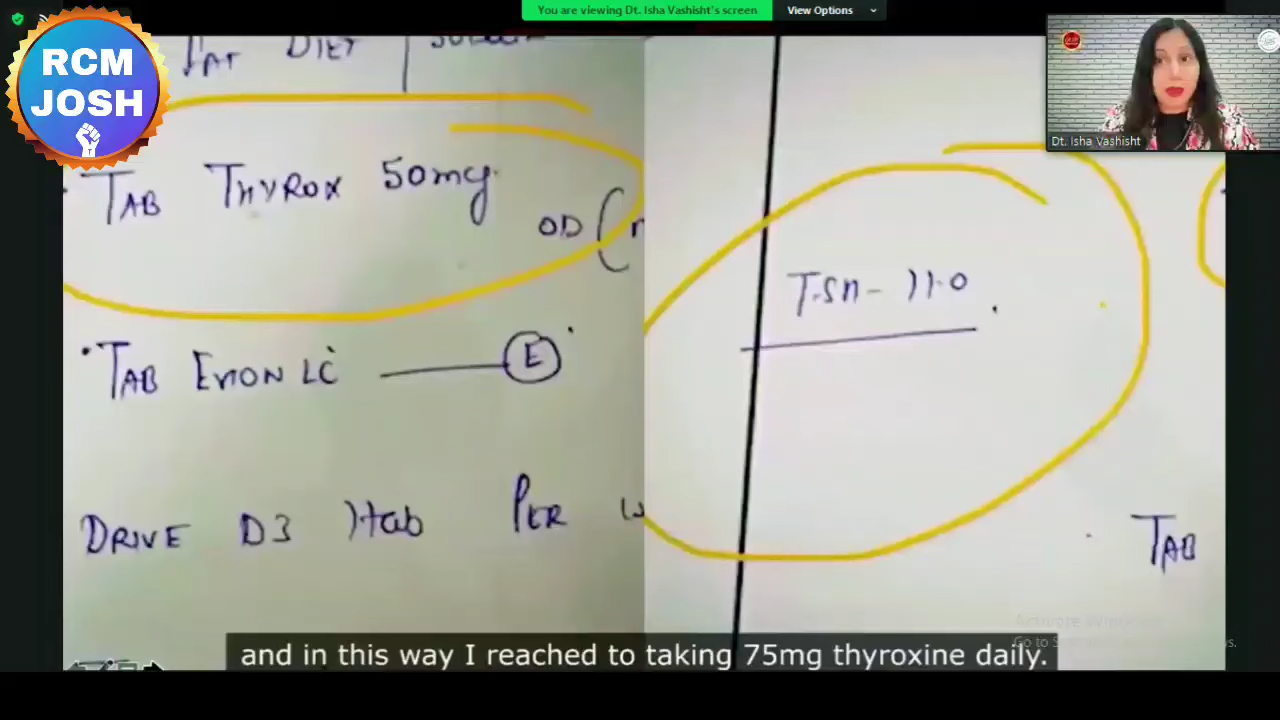 You are viewing Dt. Isha Vashisht's screen
View Options
RCM
JOSH
Dt. Isha Vashisht
DIET
TAB THYROX 50mcg
OD
TSH - 11.0
TAB EMON LC E
DRIVE D3 1tab PER
TAB
and in this way I reached to taking 75mg thyroxine daily.